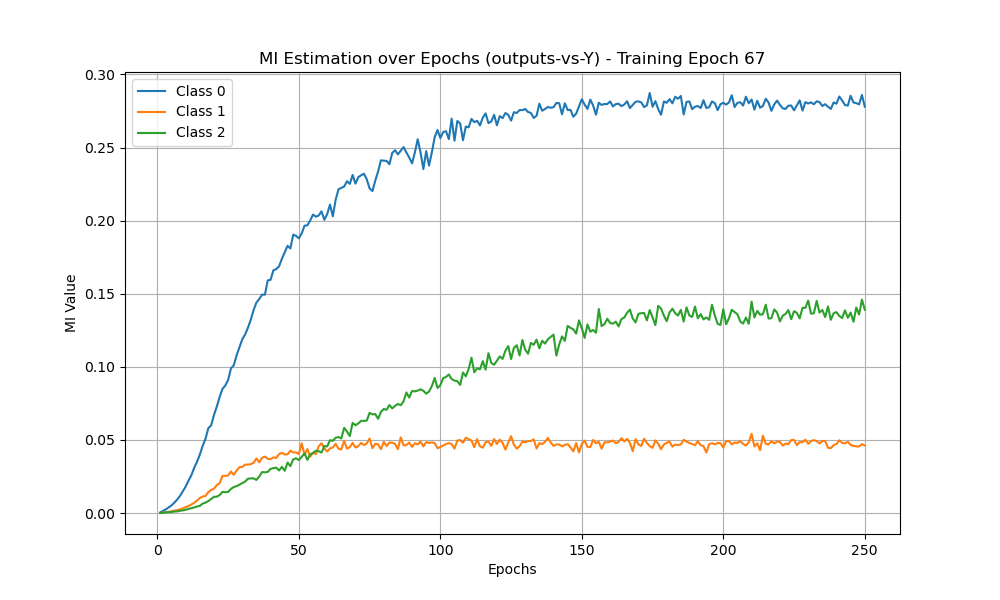 MI Estimation over Epochs (outputs-vs-Y) - Training Epoch 67
Class 0
Class 1
Class 2
MI Value
0.30
0.25
0.20
0.15
0.10
0.05
0.00
0
50
100
150
200
250
Epochs